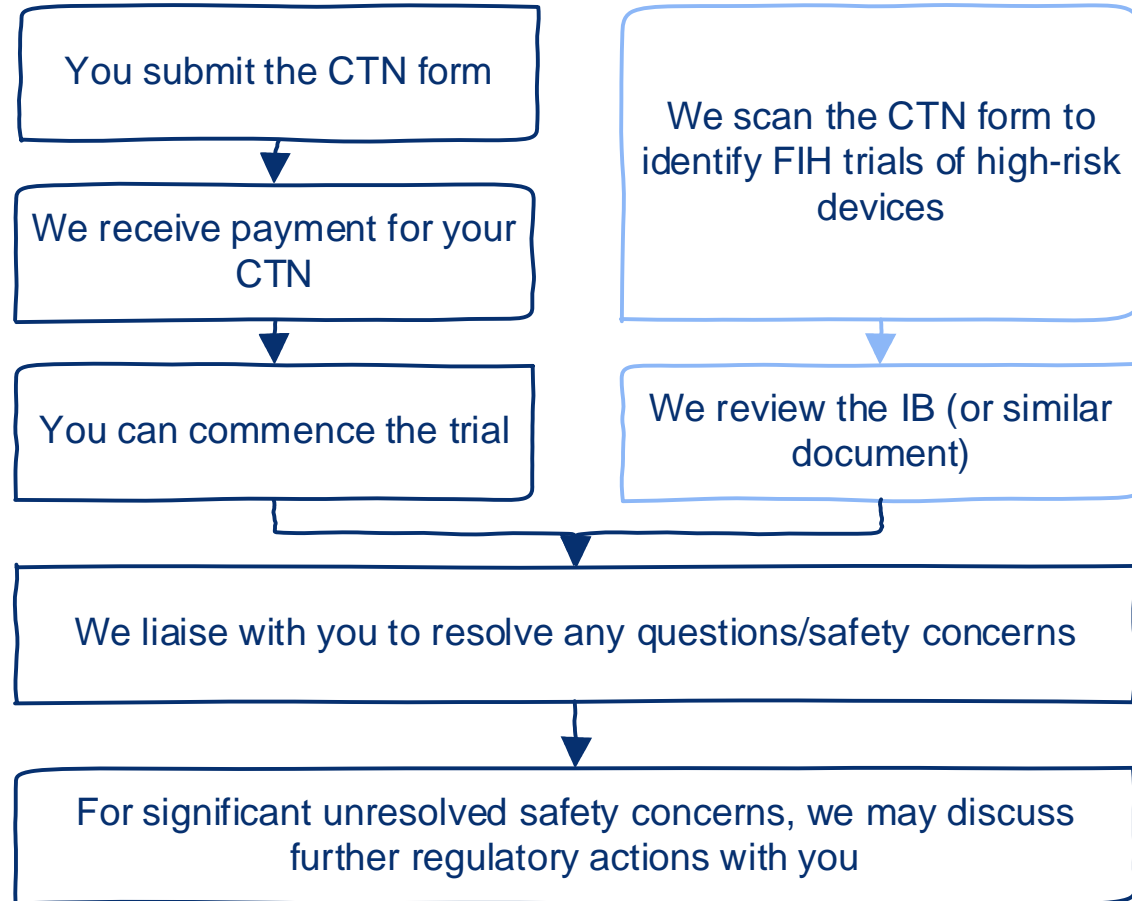 You submit the CTN form
We receive payment for your
CTN
You can commence the trial
We scan the CTN form to
identify FIH trials of high-risk
devices
We review the IB (or similar
document)
We liaise with you to resolve any questions/safety concerns
For significant unresolved safety concerns, we may discuss
further regulatory actions with you